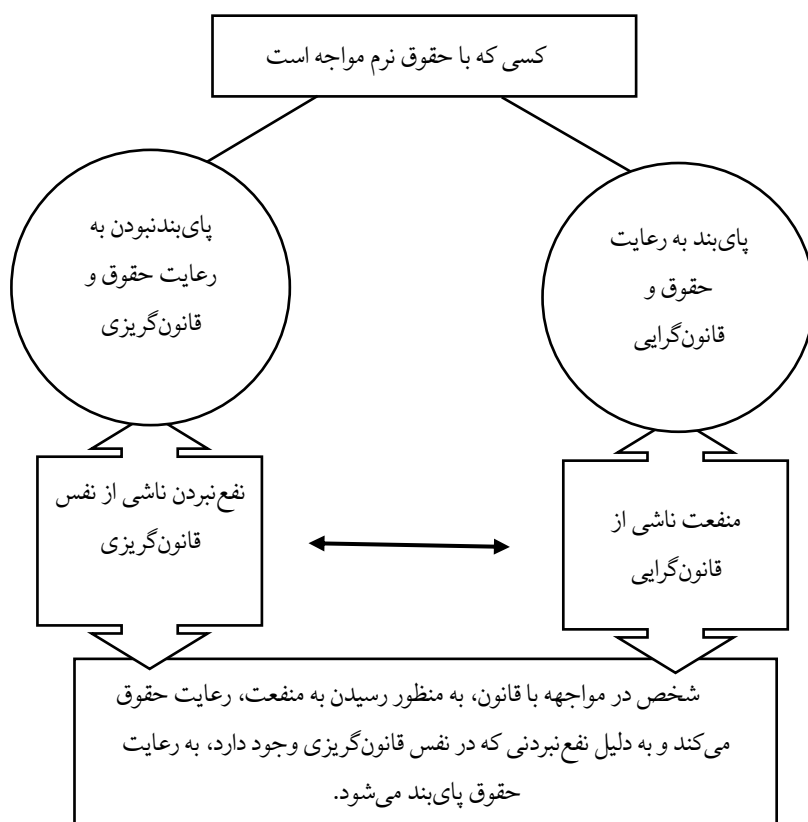 کسی که با حقوق نرم مواجه است
پای‌بند به رعایت
حقوق و
قانون‌گرایی
پای‌بندنبودن به
رعایت حقوق و
قانون‌گریزی
منفعت ناشی از
قانون‌گرایی
نفع‌نبردن ناشی از نفس
قانون‌گریزی
شخص در مواجهه با قانون، به منظور رسیدن به منفعت، رعایت حقوق
می‌کند و به دلیل نفع‌نبردنی که در نفس قانون‌گریزی وجود دارد، به رعایت
حقوق پای‌بند می‌شود.